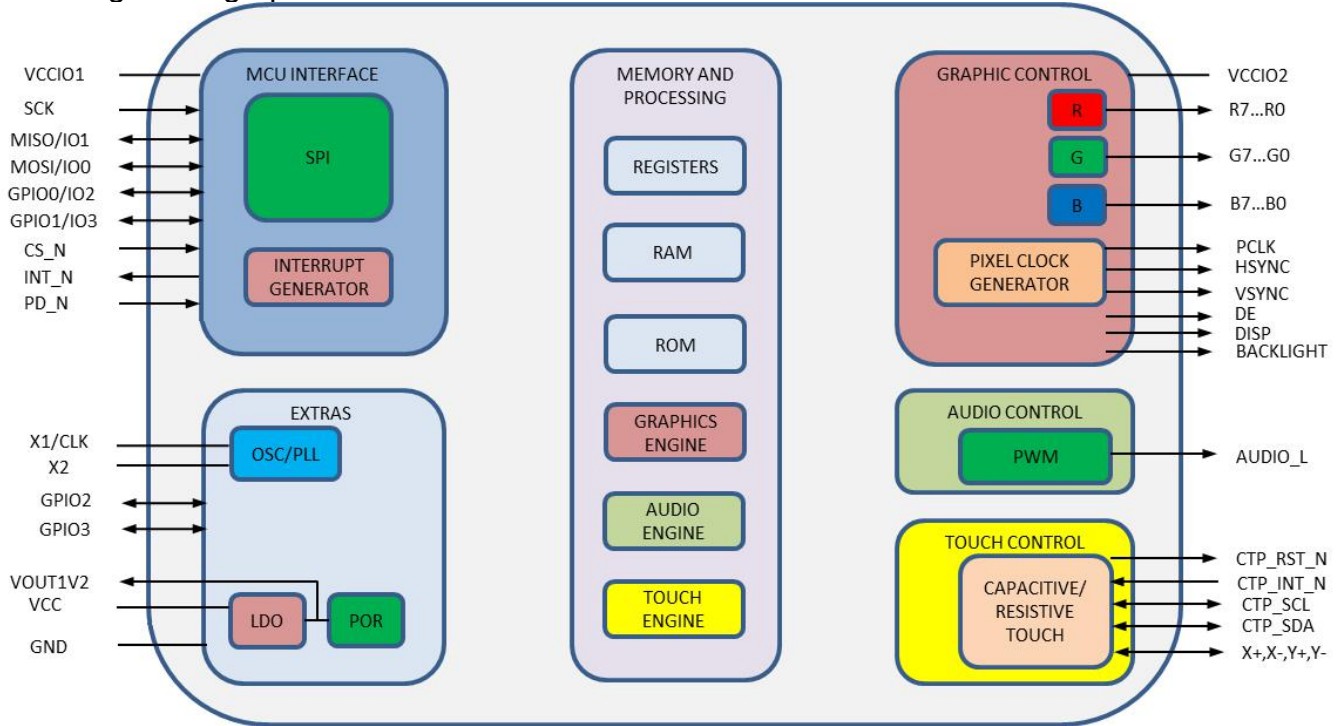 VCCIO1
SCK
MISO/IO1
MOSI/IO0
GPIO0/IO2
GPIO1/IO3
CS_N
INT_N
PD_N
MCU INTERFACE
SPI
INTERRUPT
GENERATOR
X1/CLK
X2
GPIO2
GPIO3
VOUT1V2
VCC
GND
EXTRAS
OSC/PLL
LDO
POR
MEMORY AND
PROCESSING
REGISTERS
RAM
ROM
GRAPHICS
ENGINE
AUDIO
ENGINE
TOUCH
ENGINE
GRAPHIC CONTROL
R
G
B
PIXEL CLOCK
GENERATOR
VCCIO2
R7...R0
G7...G0
B7...B0
PCLK
HSYNC
VSYNC
DE
DISP
BACKLIGHT
AUDIO CONTROL
PWM
AUDIO_L
TOUCH CONTROL
CAPACITIVE/
RESISTIVE
TOUCH
CTP_RST_N
CTP_INT_N
CTP_SCL
CTP_SDA
X+,X-,Y+,Y-